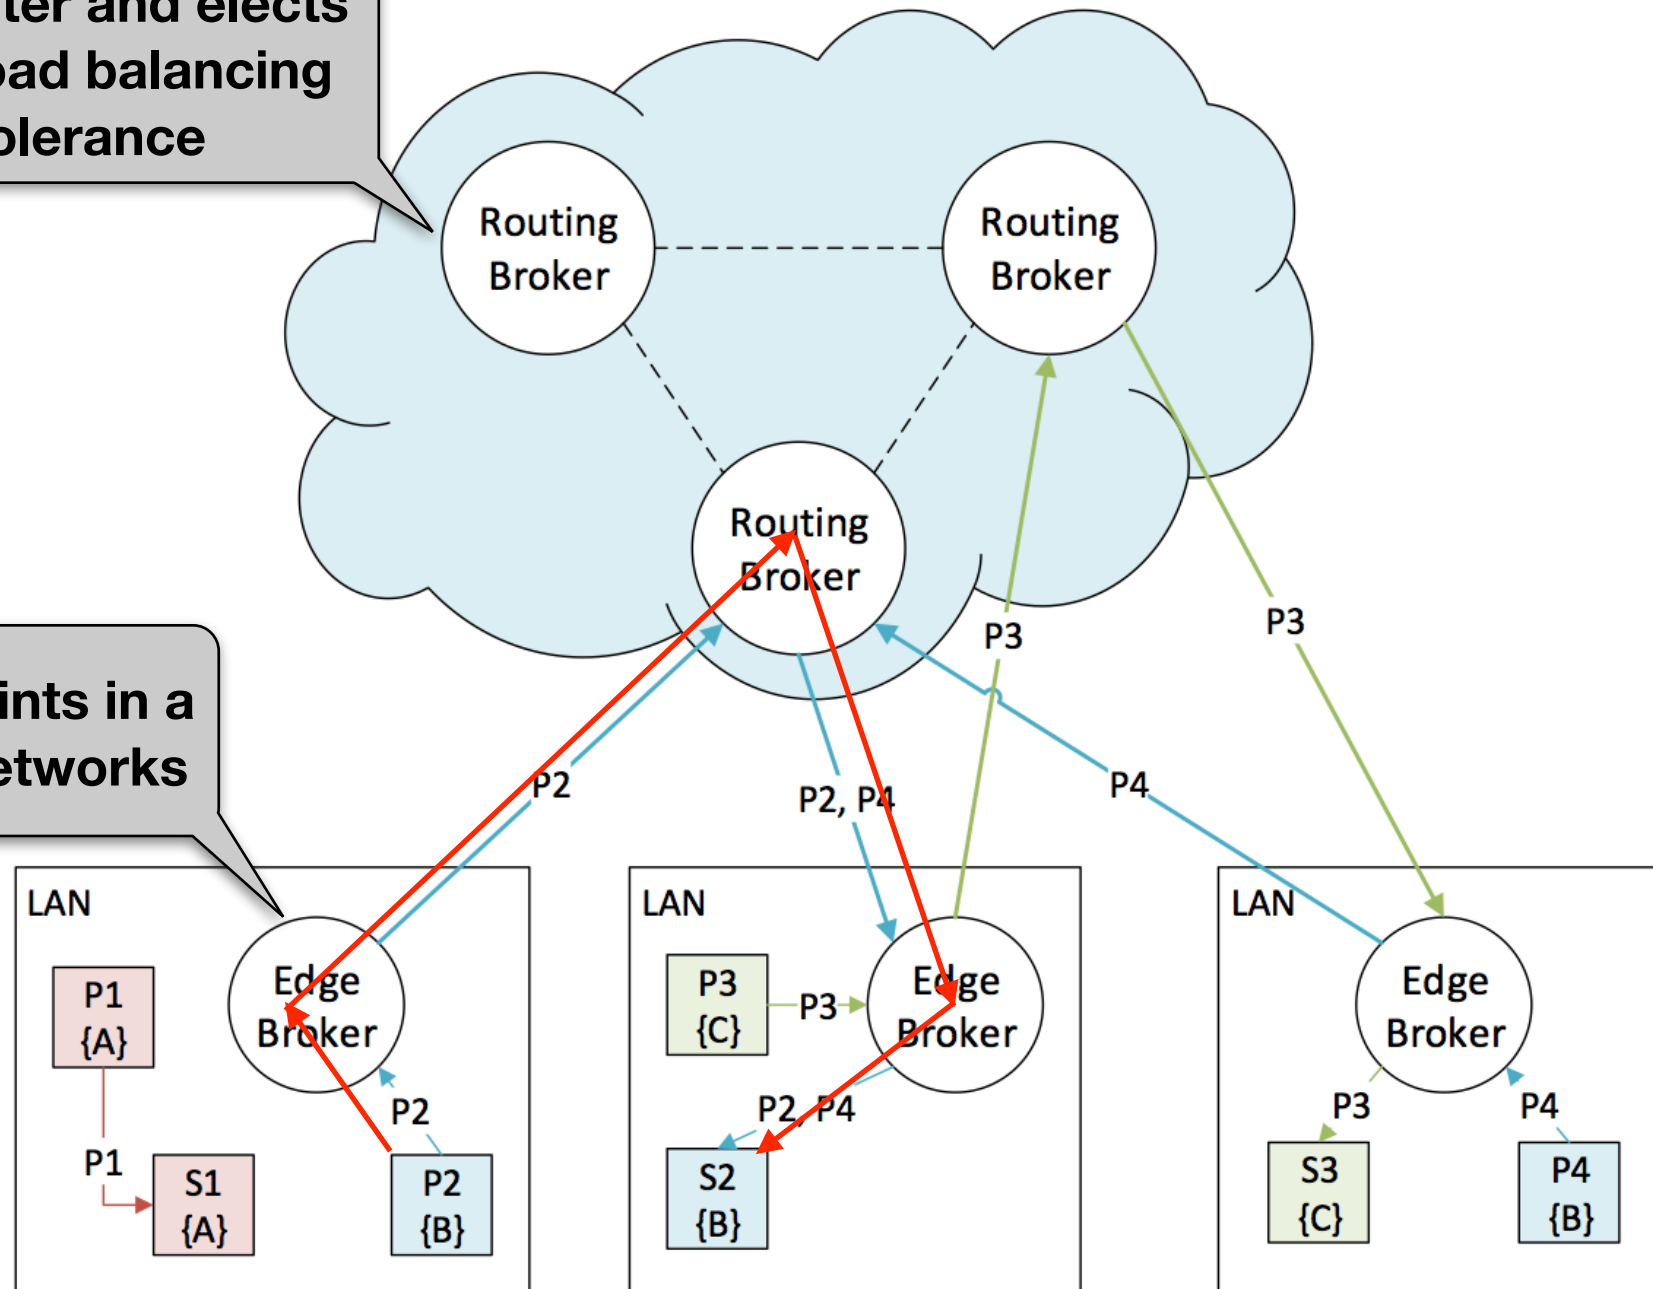 ter and elects
oad balancing
olerance
Routing
Broker
Routing
Broker
Routing
Broker
P3
P3
ints in a
etworks
P2
P2, P4
P4
LAN
P1
{A}
Edge
Broker
P2
P1
S1
{A}
P2
{B}
LAN
P3
{C}
P3
Edge
Broker
P2, P4
S2
{B}
LAN
Edge
Broker
P3
P4
S3
{C}
P4
{B}